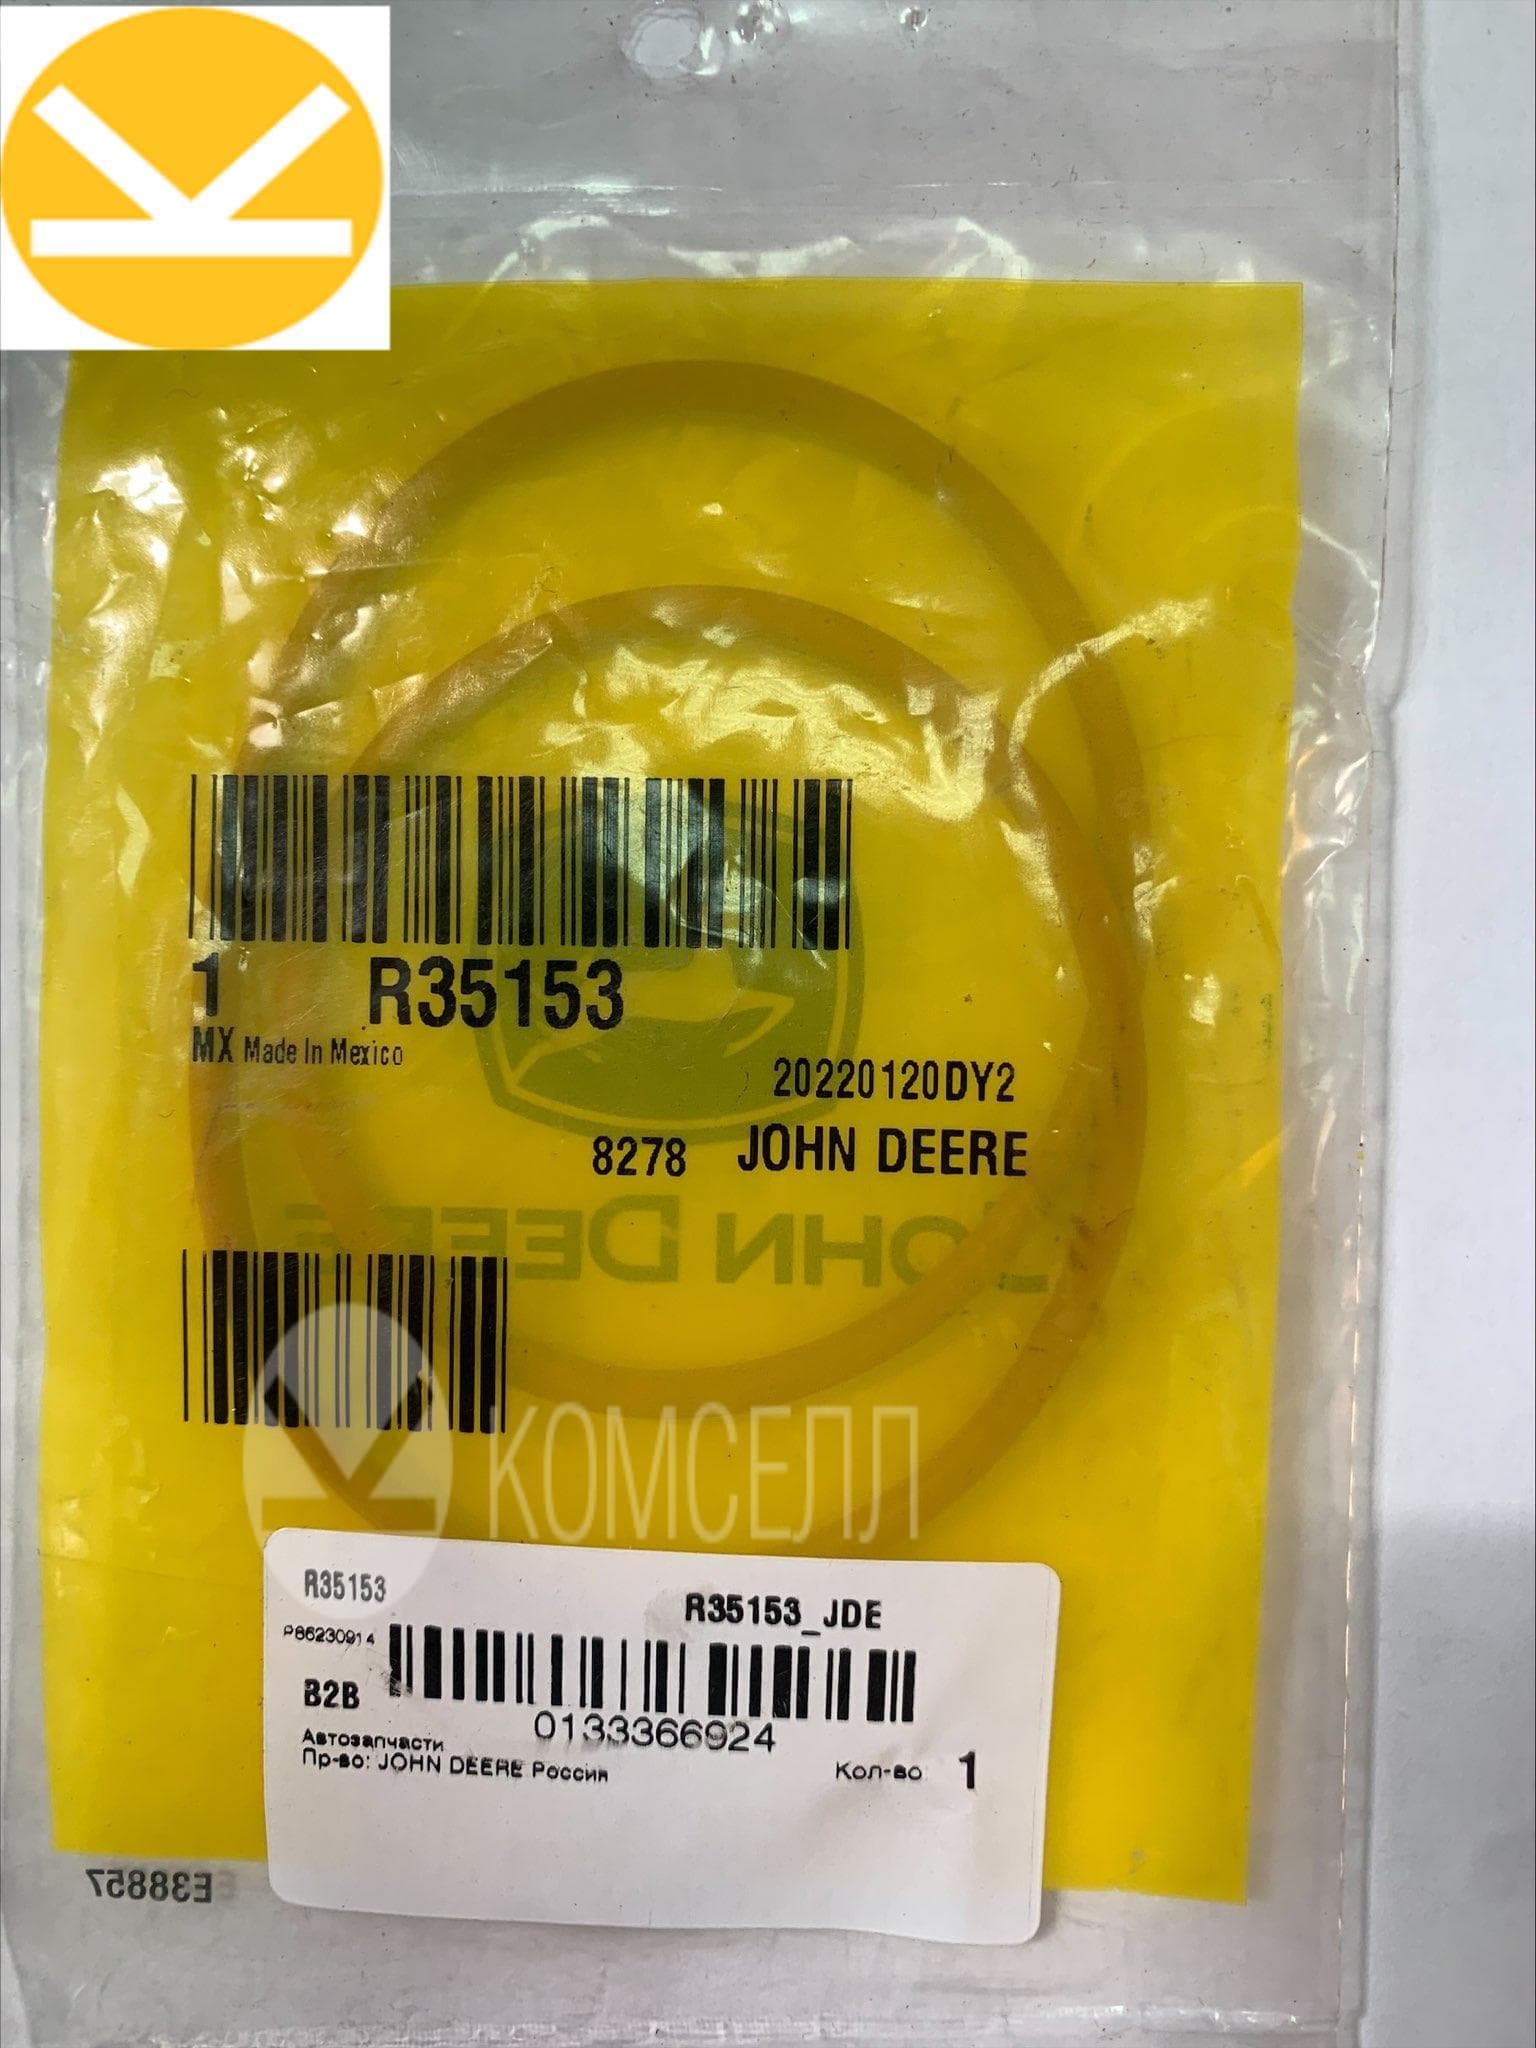 1 R35153
MX Made In Mexico
20220120DY2
8278 JOHN DEERE
JOHN DEERE
КОМСЕЛЛ
R35153
R35153_JDE
P86230914
B2B
0133366924
Автозапчасти
Пр-во: JOHN DEERE Россия
Кол-во 1
E38857